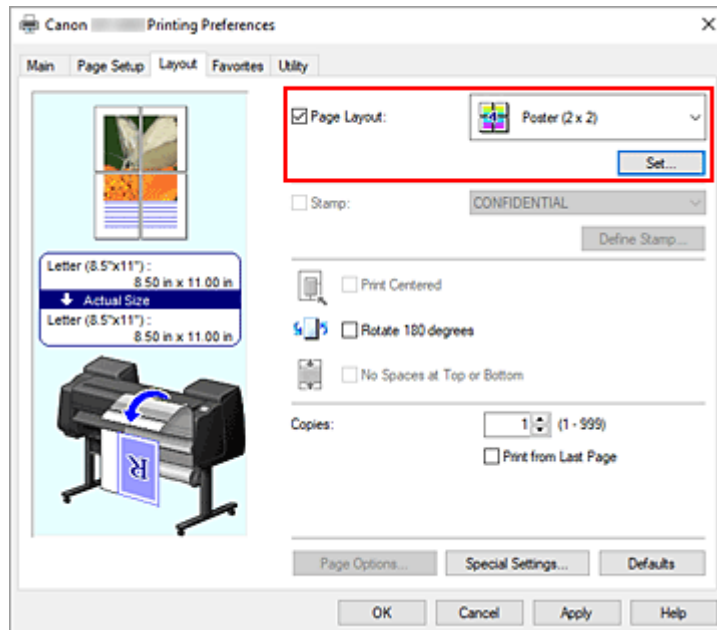 Canon Printing Preferences
Main Page Setup Layout Favorites Utility
Page Layout: Poster (2 x 2)
Set...
Stamp: CONFIDENTIAL
Define Stamp...
Letter (8.5"x11") :
8.50 in x 11.00 in
Actual Size
Letter (8.5"x11") :
8.50 in x 11.00 in
Print Centered
Rotate 180 degrees
No Spaces at Top or Bottom
Copies: 1 (1 - 999)
Print from Last Page
R
Page Options... Special Settings... Defaults
OK Cancel Apply Help